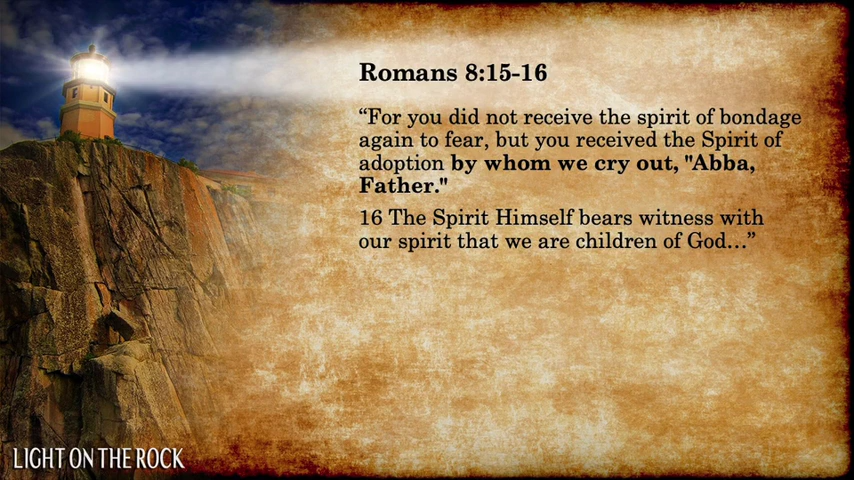 Romans 8:15-16
“For you did not receive the spirit of bondage
again to fear, but you received the Spirit of
adoption by whom we cry out, "Abba,
Father."
16 The Spirit Himself bears witness with
our spirit that we are children of God…”
LIGHT ON THE ROCK